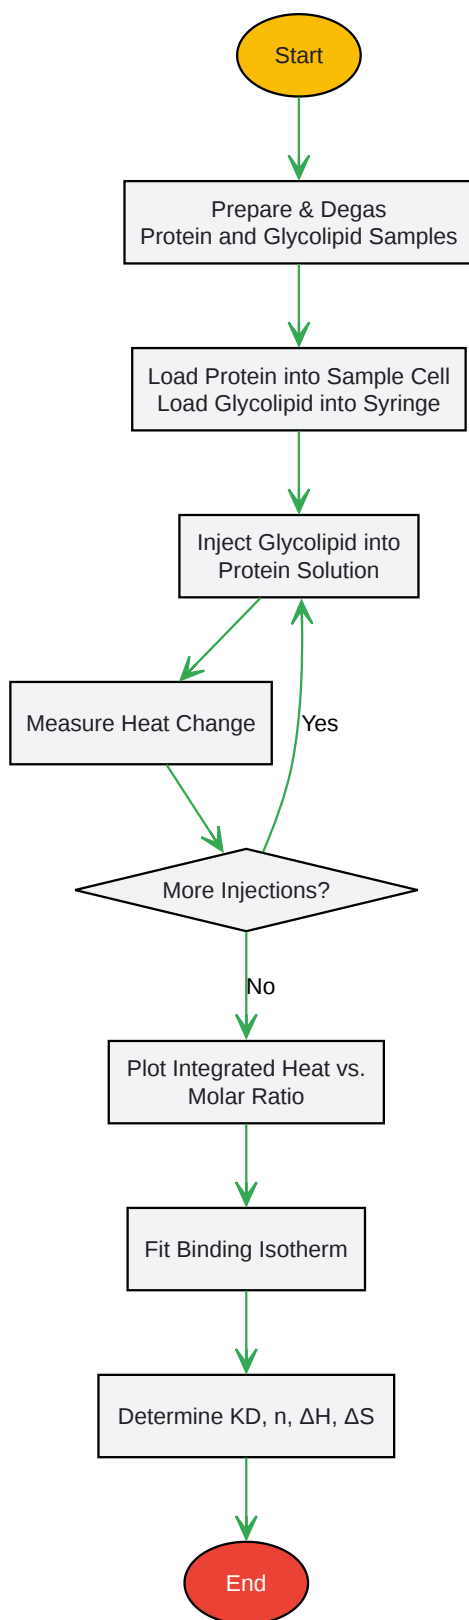 Start
Prepare & Degas
Protein and Glycolipid Samples
Load Protein into Sample Cell
Load Glycolipid into Syringe
Inject Glycolipid into
Protein Solution
Measure Heat Change
Yes
More Injections?
No
Plot Integrated Heat vs.
Molar Ratio
Fit Binding Isotherm
Determine KD, n, ΔH, ΔS
End